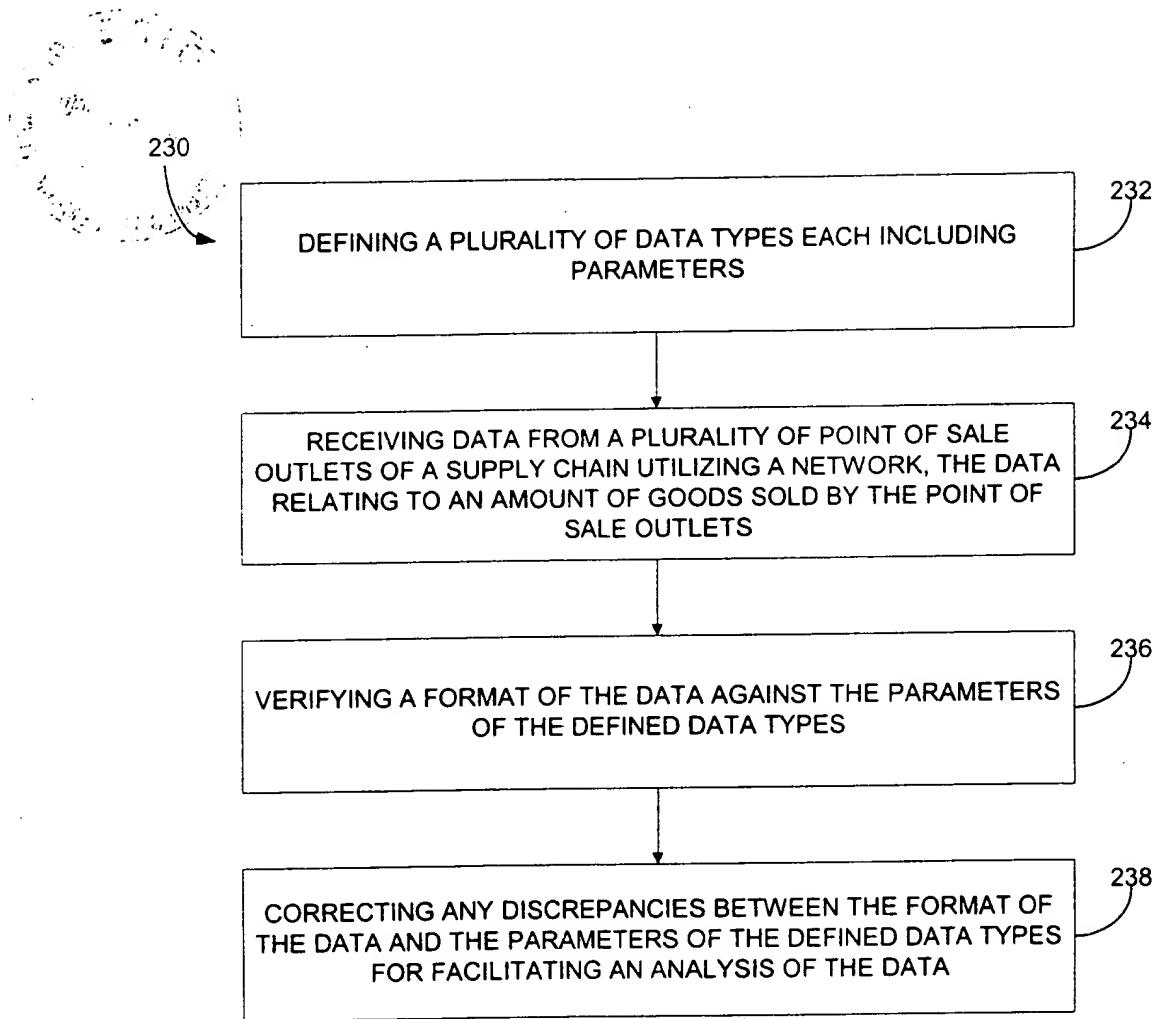 230
232
DEFINING A PLURALITY OF DATA TYPES EACH INCLUDING
PARAMETERS
234
RECEIVING DATA FROM A PLURALITY OF POINT OF SALE
OUTLETS OF A SUPPLY CHAIN UTILIZING A NETWORK, THE DATA
RELATING TO AN AMOUNT OF GOODS SOLD BY THE POINT OF
SALE OUTLETS
236
VERIFYING A FORMAT OF THE DATA AGAINST THE PARAMETERS
OF THE DEFINED DATA TYPES
238
CORRECTING ANY DISCREPANCIES BETWEEN THE FORMAT OF
THE DATA AND THE PARAMETERS OF THE DEFINED DATA TYPES
FOR FACILITATING AN ANALYSIS OF THE DATA